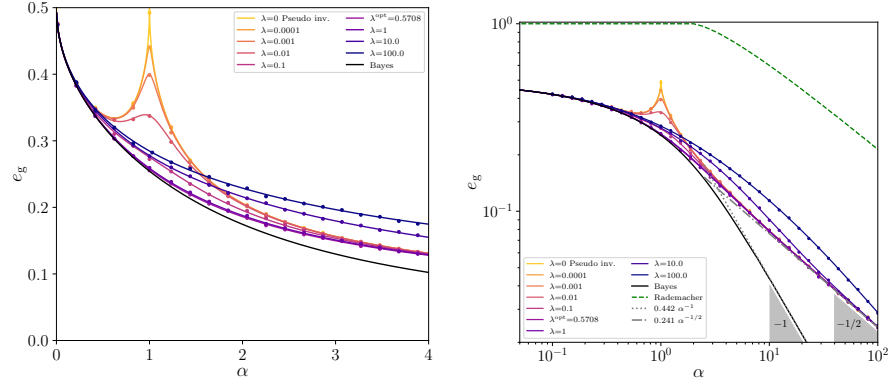 0.5
0.4
0.3
0.2
0.1
0.0
e_g
0
1
2
3
4
α
λ=0 Pseudo inv.
λ=0.0001
λ=0.001
λ=0.01
λ=0.1
λ^opt=0.5708
λ=1
λ=10.0
λ=100.0
Bayes
10^0
10^−1
e_g
10^−1
10^0
10^1
10^2
α
λ=0 Pseudo inv.
λ=0.0001
λ=0.001
λ=0.01
λ=0.1
λ^opt=0.5708
λ=1
λ=10.0
λ=100.0
Bayes
Rademacher
0.442 α^−1
0.241 α^−1/2
−1
−1/2